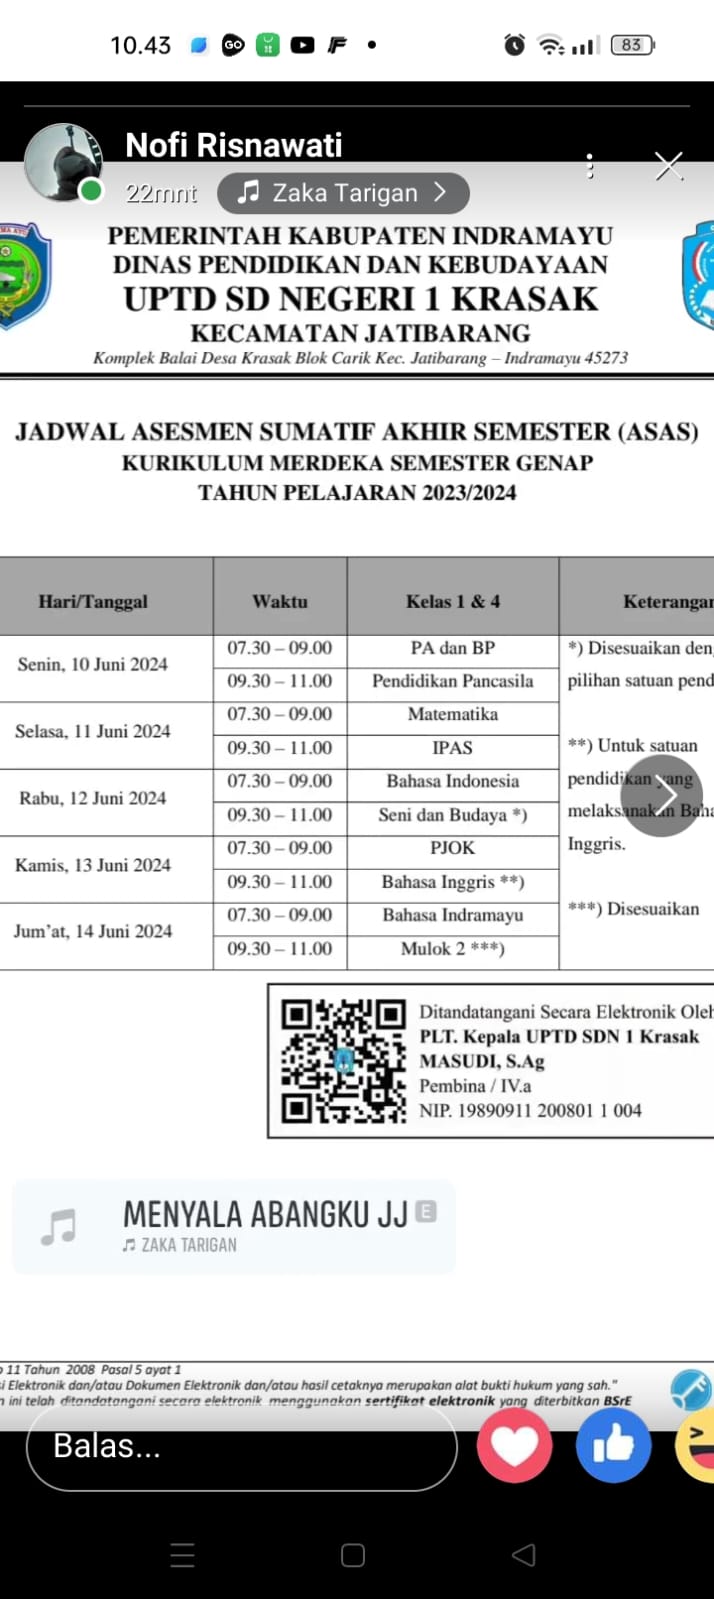 10.43
GO
83
Nofi Risnawati
22mnt
Zaka Tarigan >
PEMERINTAH KABUPATEN INDRAMAYU
DINAS PENDIDIKAN DAN KEBUDAYAAN
UPTD SD NEGERI 1 KRASAK
KECAMATAN JATIBARANG
Komplek Balai Desa Krasak Blok Carik Kec. Jatibarang – Indramayu 45273
JADWAL ASESMEN SUMATIF AKHIR SEMESTER (ASAS)
KURIKULUM MERDEKA SEMESTER GENAP
TAHUN PELAJARAN 2023/2024
Hari/Tanggal Waktu Kelas 1 & 4 Keterangan
Senin, 10 Juni 2024
07.30 – 09.00 PA dan BP
09.30 – 11.00 Pendidikan Pancasila
Selasa, 11 Juni 2024
07.30 – 09.00 Matematika
09.30 – 11.00 IPAS
Rabu, 12 Juni 2024
07.30 – 09.00 Bahasa Indonesia
09.30 – 11.00 Seni dan Budaya *)
Kamis, 13 Juni 2024
07.30 – 09.00 PJOK
09.30 – 11.00 Bahasa Inggris **)
Jum'at, 14 Juni 2024
07.30 – 09.00 Bahasa Indramayu
09.30 – 11.00 Mulok 2 ***)
*) Disesuaikan den
pilihan satuan pend
**) Untuk satuan
pendidikan yang
melaksanakan Baha
Inggris.
***) Disesuaikan
Ditandatangani Secara Elektronik Oleh
PLT. Kepala UPTD SDN 1 Krasak
MASUDI, S.Ag
Pembina / IV.a
NIP. 19890911 200801 1 004
MENYALA ABANGKU JJ E
ZAKA TARIGAN
11 Tahun 2008 Pasal 5 ayat 1
i Elektronik dan/atau Dokumen Elektronik dan/atau hasil cetaknya merupakan alat bukti hukum yang sah."
n ini telah ditandatangani secara elektronik menggunakan sertifikat elektronik yang diterbitkan BSrE
Balas...